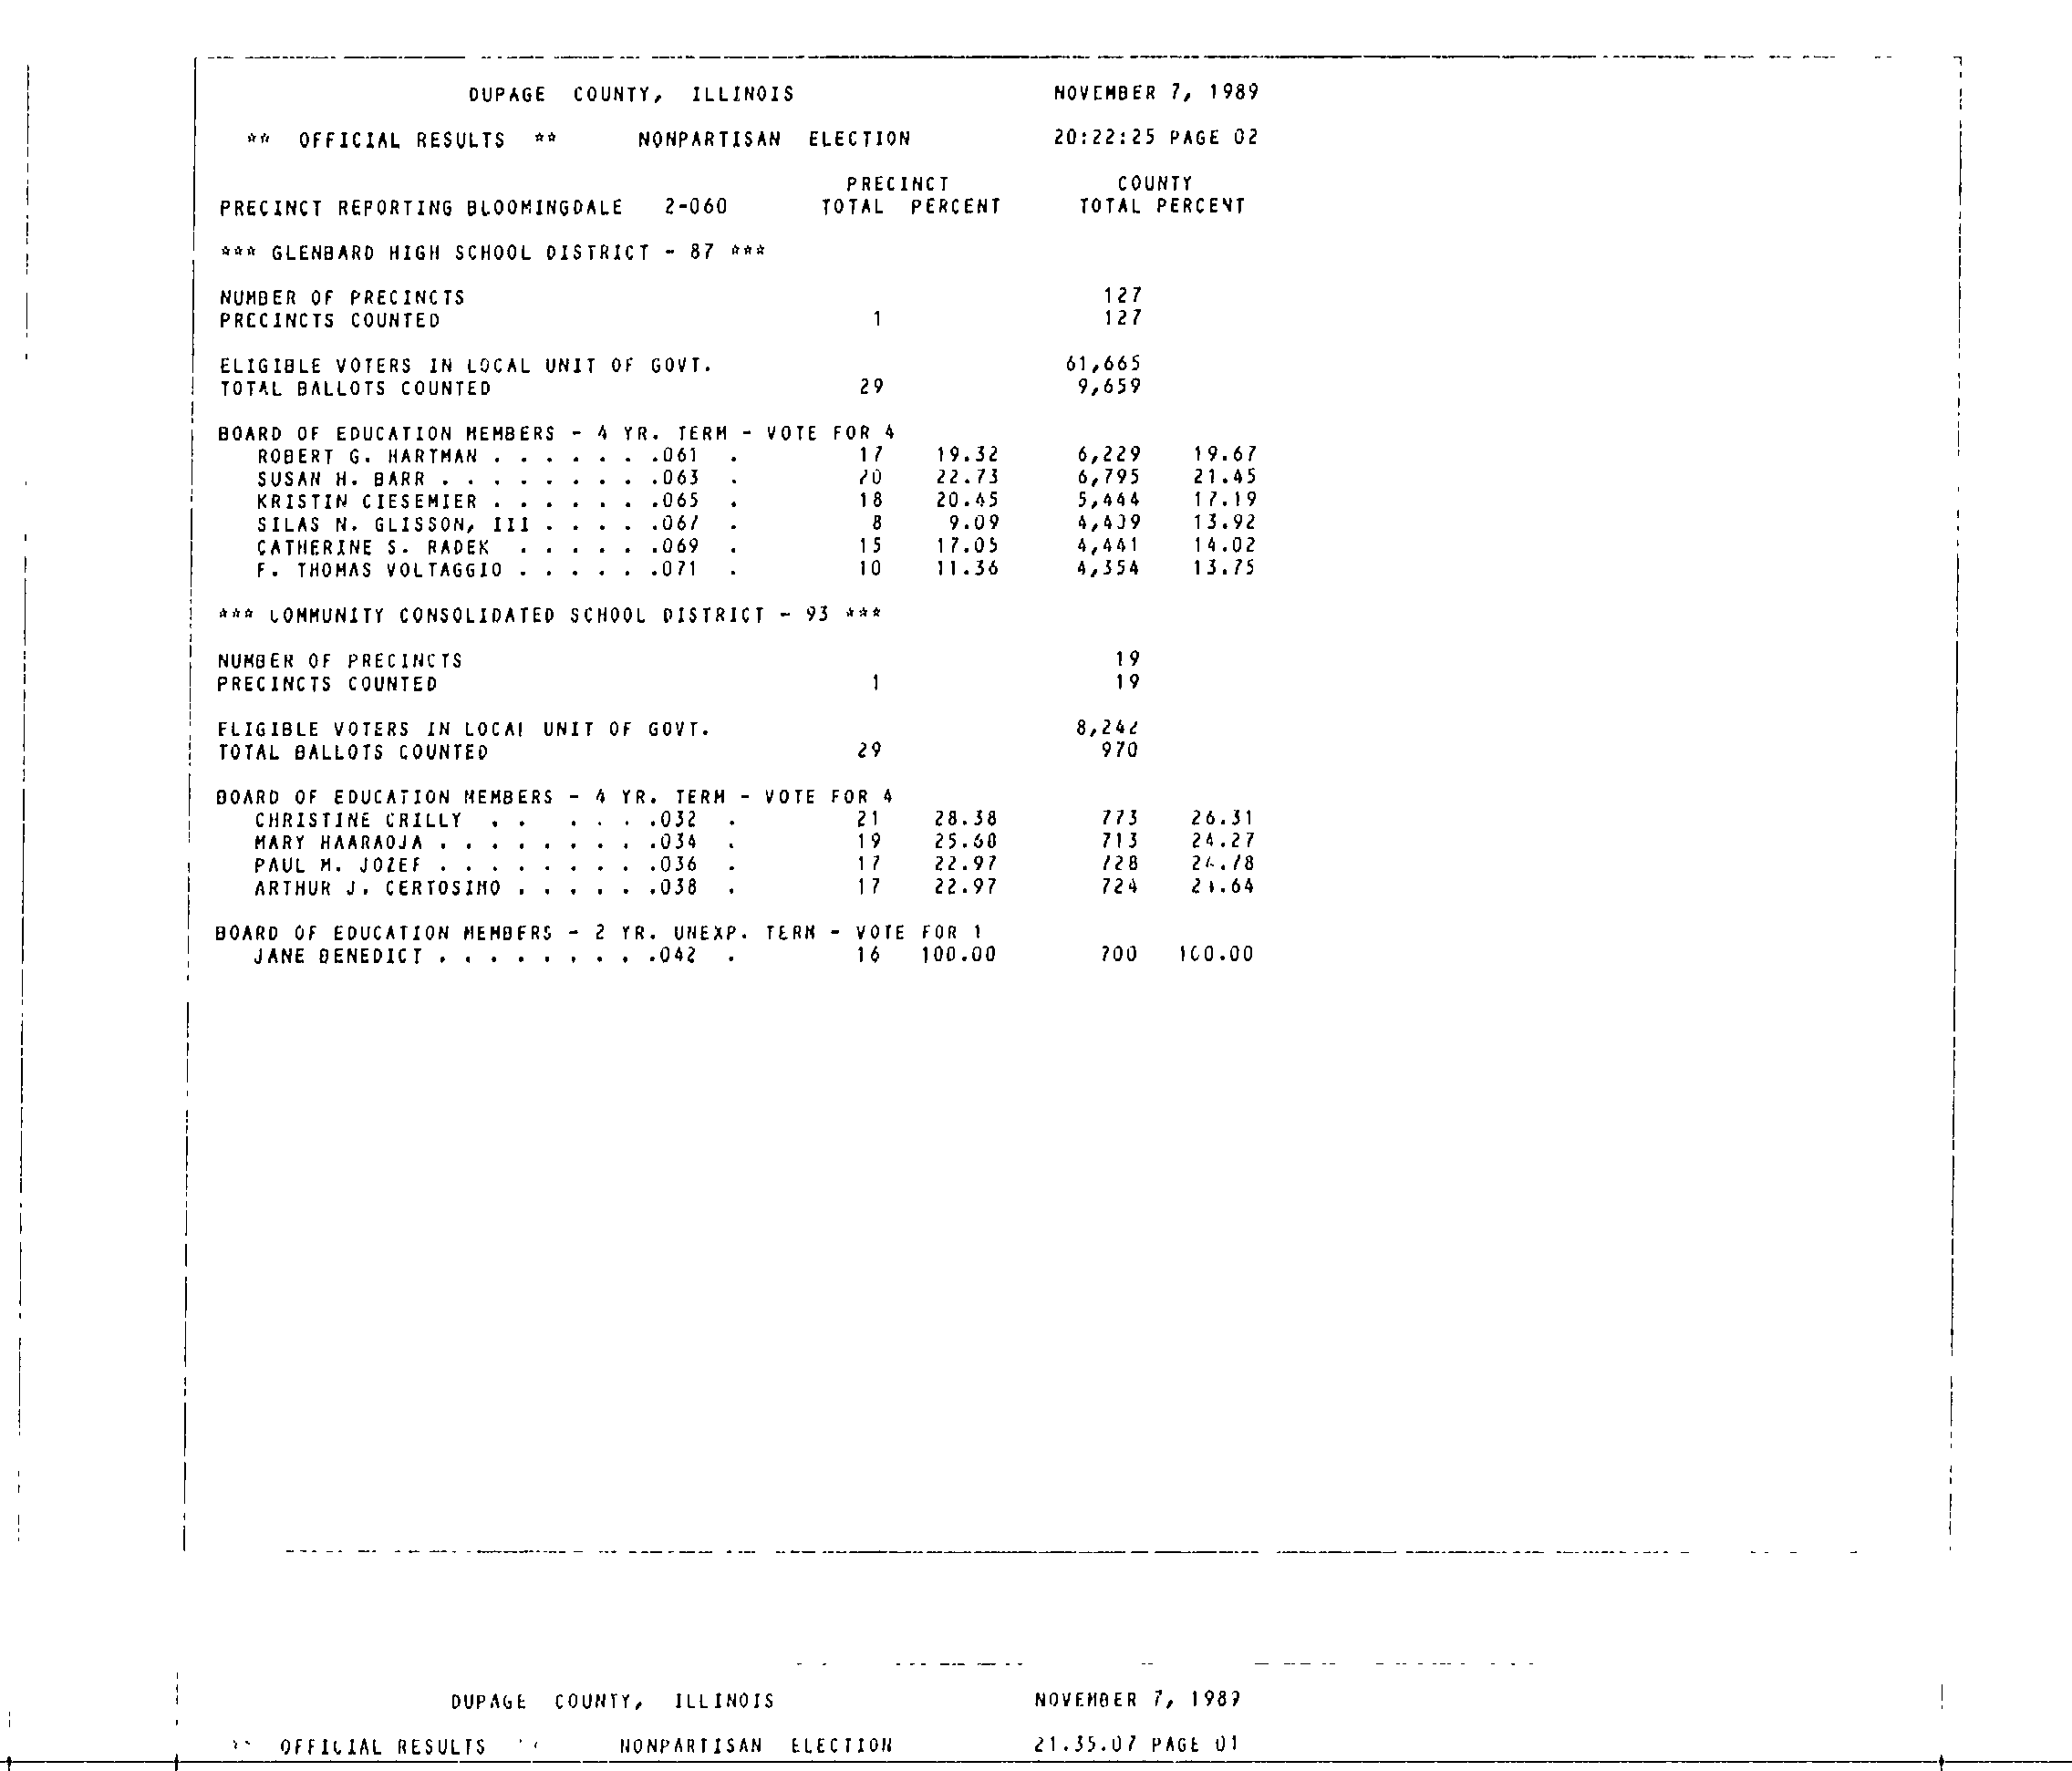 DUPAGE COUNTY, ILLINOIS NOVEMBER 7, 1989
** OFFICIAL RESULTS ** NONPARTISAN ELECTION 20:22:25 PAGE 02
PRECINCT COUNTY
PRECINCT REPORTING BLOOMINGDALE 2-060 TOTAL PERCENT TOTAL PERCENT
*** GLENBARD HIGH SCHOOL DISTRICT - 87 ***
NUMBER OF PRECINCTS 127
PRECINCTS COUNTED 1 127
ELIGIBLE VOTERS IN LOCAL UNIT OF GOVT. 61,665
TOTAL BALLOTS COUNTED 29 9,659
BOARD OF EDUCATION MEMBERS - 4 YR. TERM - VOTE FOR 4
ROBERT G. HARTMAN . . . . . . .061 . 17 19.32 6,229 19.67
SUSAN H. BARR . . . . . . . . .063 . 20 22.73 6,795 21.45
KRISTIN CIESEMIER . . . . . . .065 . 18 20.45 5,444 17.19
SILAS N. GLISSON, III . . . . .067 . 8 9.09 4,409 13.92
CATHERINE S. RADEK . . . . . .069 . 15 17.05 4,441 14.02
F. THOMAS VOLTAGGIO . . . . . .071 . 10 11.36 4,354 13.75
*** COMMUNITY CONSOLIDATED SCHOOL DISTRICT - 93 ***
NUMBER OF PRECINCTS 19
PRECINCTS COUNTED 1 19
ELIGIBLE VOTERS IN LOCAL UNIT OF GOVT. 8,242
TOTAL BALLOTS COUNTED 29 970
BOARD OF EDUCATION MEMBERS - 4 YR. TERM - VOTE FOR 4
CHRISTINE CRILLY . . . . . .032 . 21 28.38 773 26.31
MARY HAARAOJA . . . . . . . . .034 . 19 25.68 713 24.27
PAUL M. JOZEF . . . . . . . . .036 . 17 22.97 728 24.78
ARTHUR J. CERTOSIMO . . . . . .038 . 17 22.97 724 24.64
BOARD OF EDUCATION MEMBERS - 2 YR. UNEXP. TERM - VOTE FOR 1
JANE BENEDICT . . . . . . . . .042 . 16 100.00 700 100.00
DUPAGE COUNTY, ILLINOIS NOVEMBER 7, 1989
OFFICIAL RESULTS NONPARTISAN ELECTION 21.35.07 PAGE 01